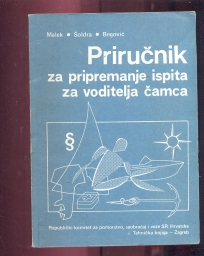 Malek • Šoldra • Begović
Priručnik
za pripremanje ispita
za voditelja čamca
§
Republički komitet za pomorstvo, saobraćaj i veze SR Hrvatske
Tehnička knjiga – Zagreb